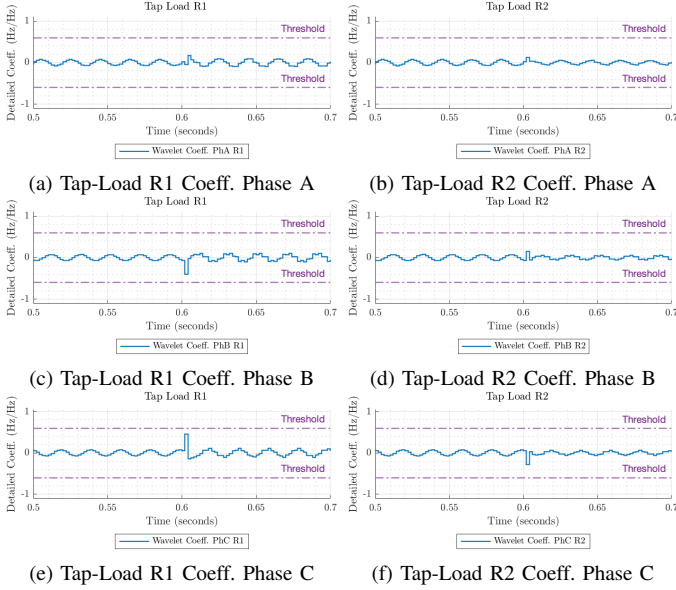 Tap Load R1
Detailed Coeff. (Hz/Hz)
1
0
-1
Threshold
Threshold
0.5 0.55 0.6 0.65 0.7
Time (seconds)
Wavelet Coeff. PhA R1
(a) Tap-Load R1 Coeff. Phase A
Tap Load R2
Detailed Coeff. (Hz/Hz)
1
0
-1
Threshold
Threshold
0.5 0.55 0.6 0.65 0.7
Time (seconds)
Wavelet Coeff. PhA R2
(b) Tap-Load R2 Coeff. Phase A
Tap Load R1
Detailed Coeff. (Hz/Hz)
1
0
-1
Threshold
Threshold
0.5 0.55 0.6 0.65 0.7
Time (seconds)
Wavelet Coeff. PhB R1
(c) Tap-Load R1 Coeff. Phase B
Tap Load R2
Detailed Coeff. (Hz/Hz)
1
0
-1
Threshold
Threshold
0.5 0.55 0.6 0.65 0.7
Time (seconds)
Wavelet Coeff. PhB R2
(d) Tap-Load R2 Coeff. Phase B
Tap Load R1
Detailed Coeff. (Hz/Hz)
1
0
-1
Threshold
Threshold
0.5 0.55 0.6 0.65 0.7
Time (seconds)
Wavelet Coeff. PhC R1
(e) Tap-Load R1 Coeff. Phase C
Tap Load R2
Detailed Coeff. (Hz/Hz)
1
0
-1
Threshold
Threshold
0.5 0.55 0.6 0.65 0.7
Time (seconds)
Wavelet Coeff. PhC R2
(f) Tap-Load R2 Coeff. Phase C